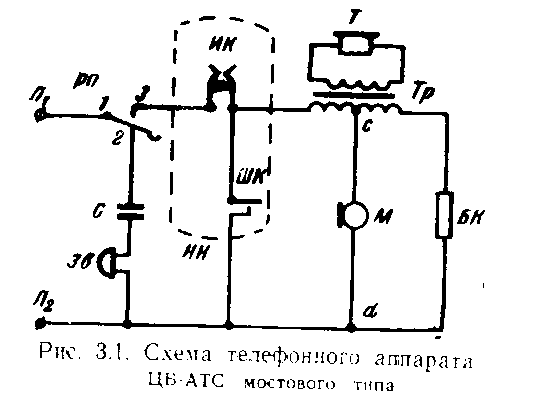 Т
ИК
Тр
РП
Л₁
1
3
2
с
ШК
С
М
БК
Зв
НН
Л₂
d
Рис. 3.1. Схема телефонного аппарата
ЦБ-АТС мостового типа